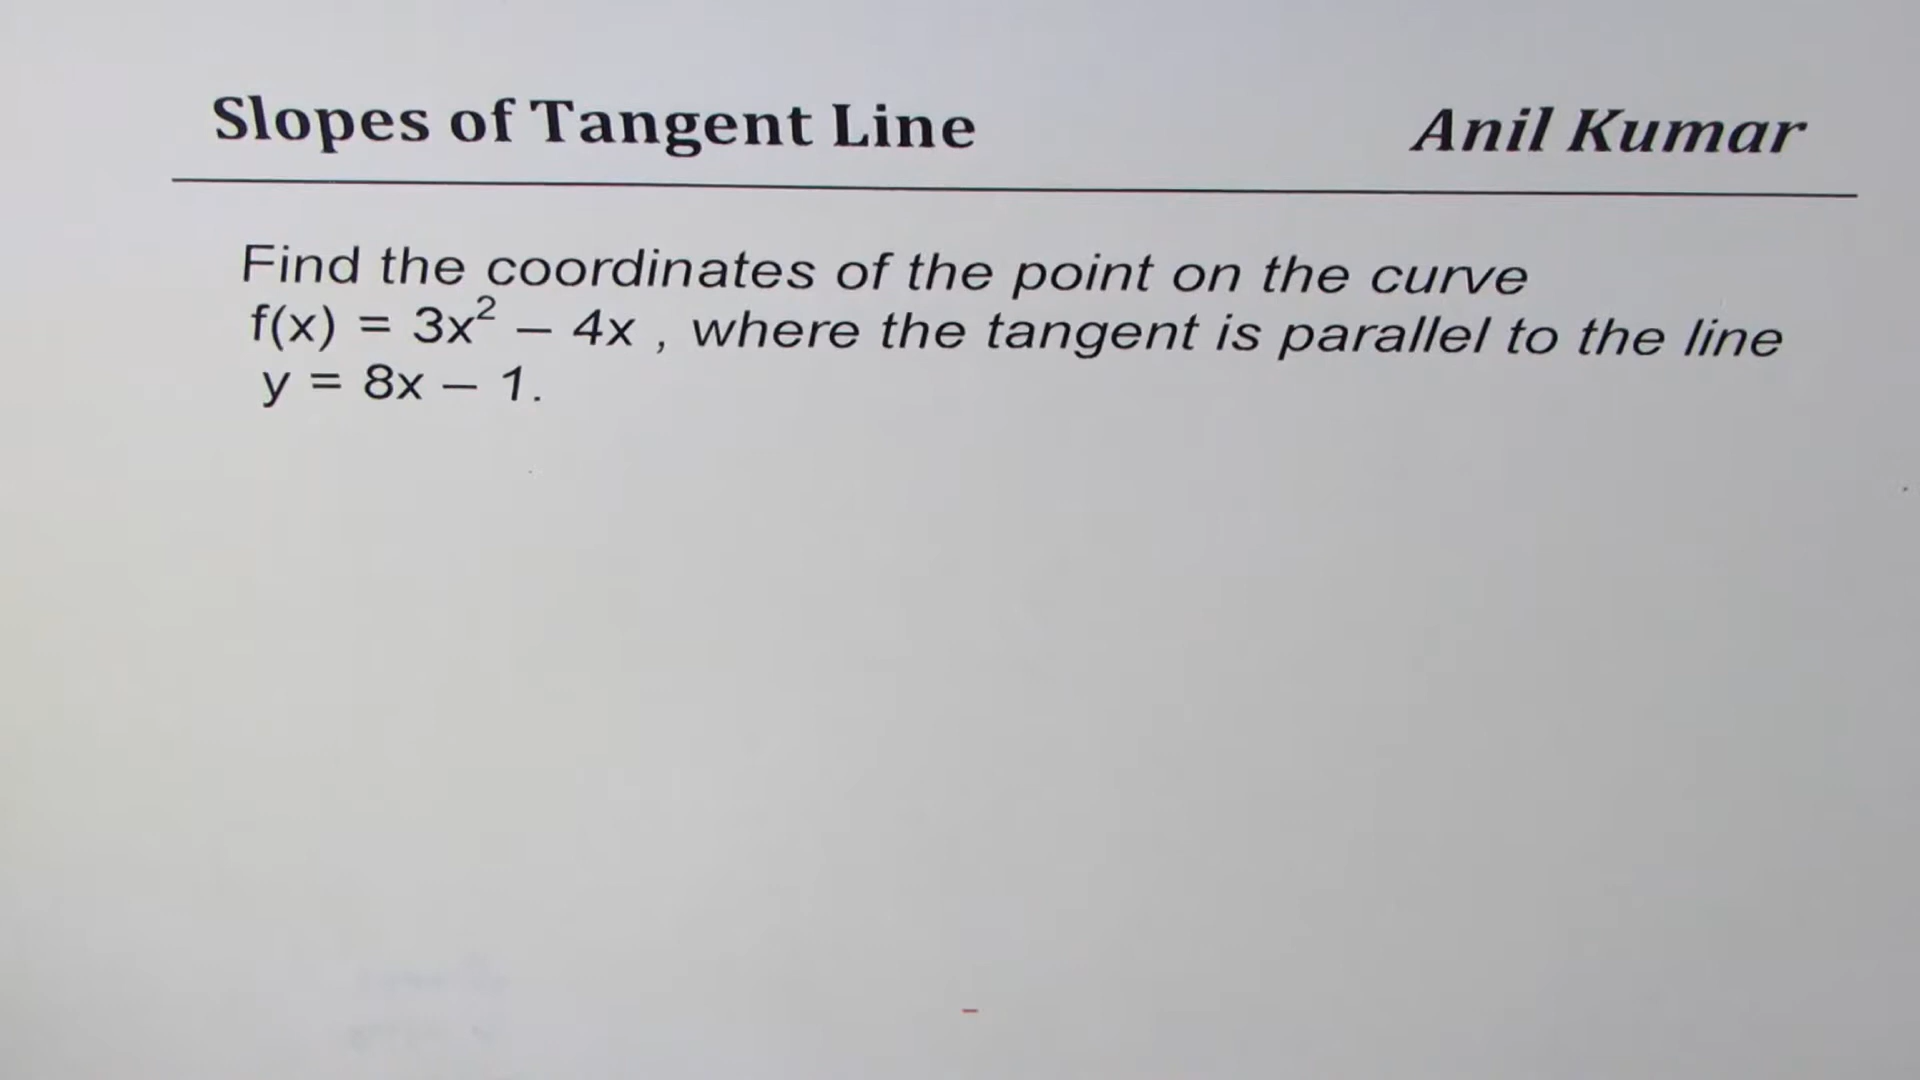 Slopes of Tangent Line Anil Kumar
Find the coordinates of the point on the curve
f(x) = 3x² – 4x , where the tangent is parallel to the line
y = 8x – 1.